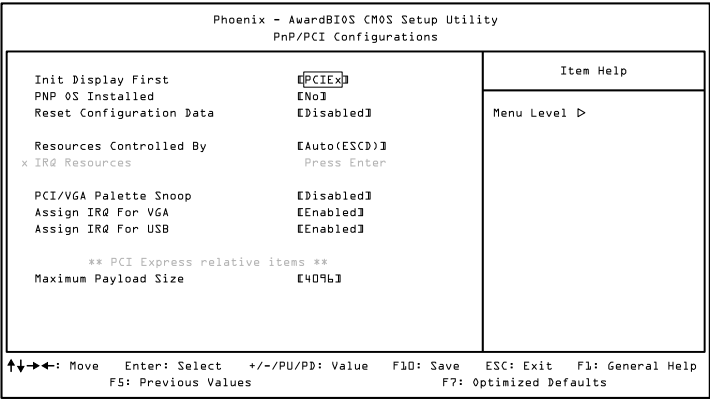 Phoenix - AwardBIOS CMOS Setup Utility
PnP/PCI Configurations
Init Display First [PCIEx]
PNP OS Installed [No]
Reset Configuration Data [Disabled]
Resources Controlled By [Auto(ESCD)]
x IRQ Resources Press Enter
PCI/VGA Palette Snoop [Disabled]
Assign IRQ For VGA [Enabled]
Assign IRQ For USB [Enabled]
** PCI Express relative items **
Maximum Payload Size [4096]
Item Help
Menu Level ▷
↑↓→←: Move Enter: Select +/-/PU/PD: Value F10: Save ESC: Exit F1: General Help
F5: Previous Values F7: Optimized Defaults